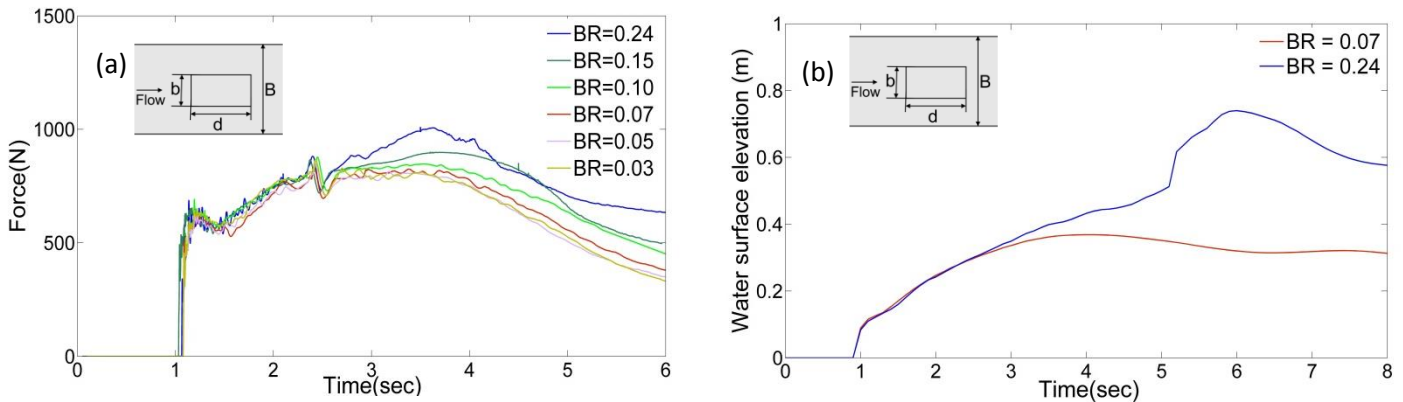 (a)
Force(N)
1500
1000
500
0
0 1 2 3 4 5 6
Time(sec)
BR=0.24
BR=0.15
BR=0.10
BR=0.07
BR=0.05
BR=0.03
b
B
Flow
d
(b)
Water surface elevation (m)
1
0.8
0.6
0.4
0.2
0
0 1 2 3 4 5 6 7 8
Time(sec)
BR = 0.07
BR = 0.24
b
B
Flow
d